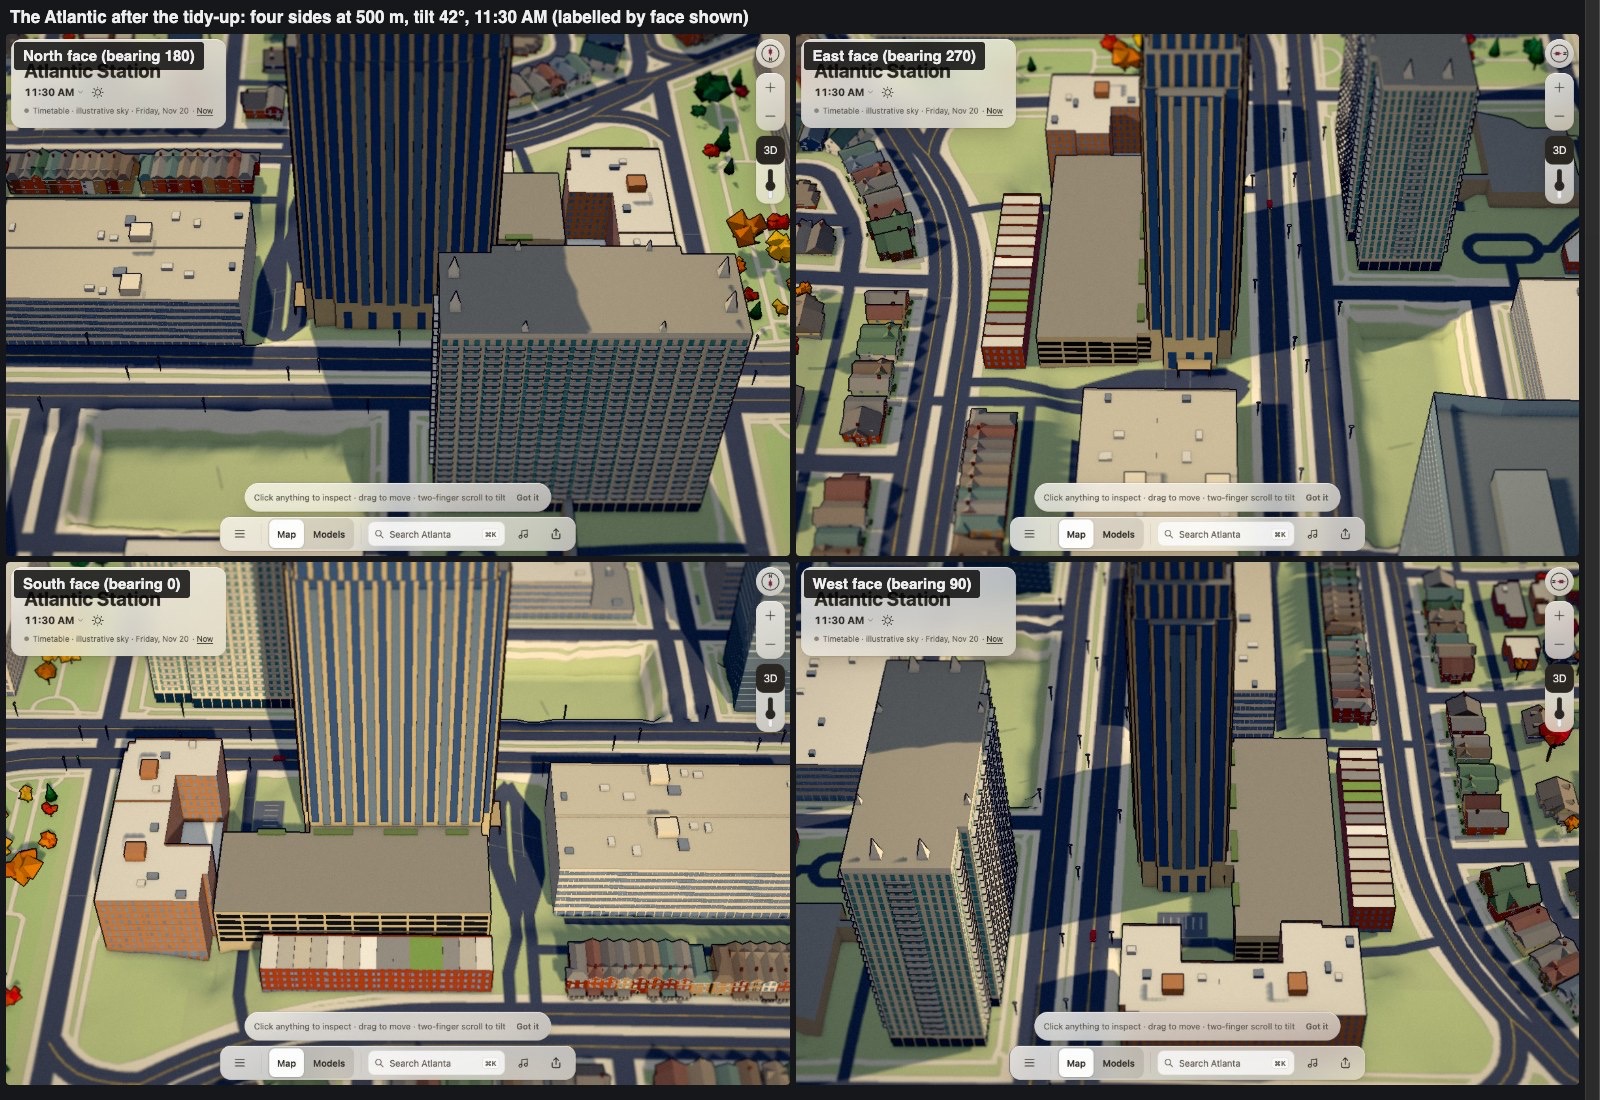 The Atlantic after the tidy-up: four sides at 500 m, tilt 42°, 11:30 AM (labelled by face shown)
North face (bearing 180)
Atlantic Station
11:30 AM
Timetable · illustrative sky · Friday, Nov 20 · Now
3D
Click anything to inspect · drag to move · two-finger scroll to tilt Got it
Map Models Search Atlanta ⌘K
East face (bearing 270)
Atlantic Station
11:30 AM
Timetable · illustrative sky · Friday, Nov 20 · Now
3D
Click anything to inspect · drag to move · two-finger scroll to tilt Got it
Map Models Search Atlanta ⌘K
South face (bearing 0)
Atlantic Station
11:30 AM
Timetable · illustrative sky · Friday, Nov 20 · Now
3D
Click anything to inspect · drag to move · two-finger scroll to tilt Got it
Map Models Search Atlanta ⌘K
West face (bearing 90)
Atlantic Station
11:30 AM
Timetable · illustrative sky · Friday, Nov 20 · Now
3D
Click anything to inspect · drag to move · two-finger scroll to tilt Got it
Map Models Search Atlanta ⌘K